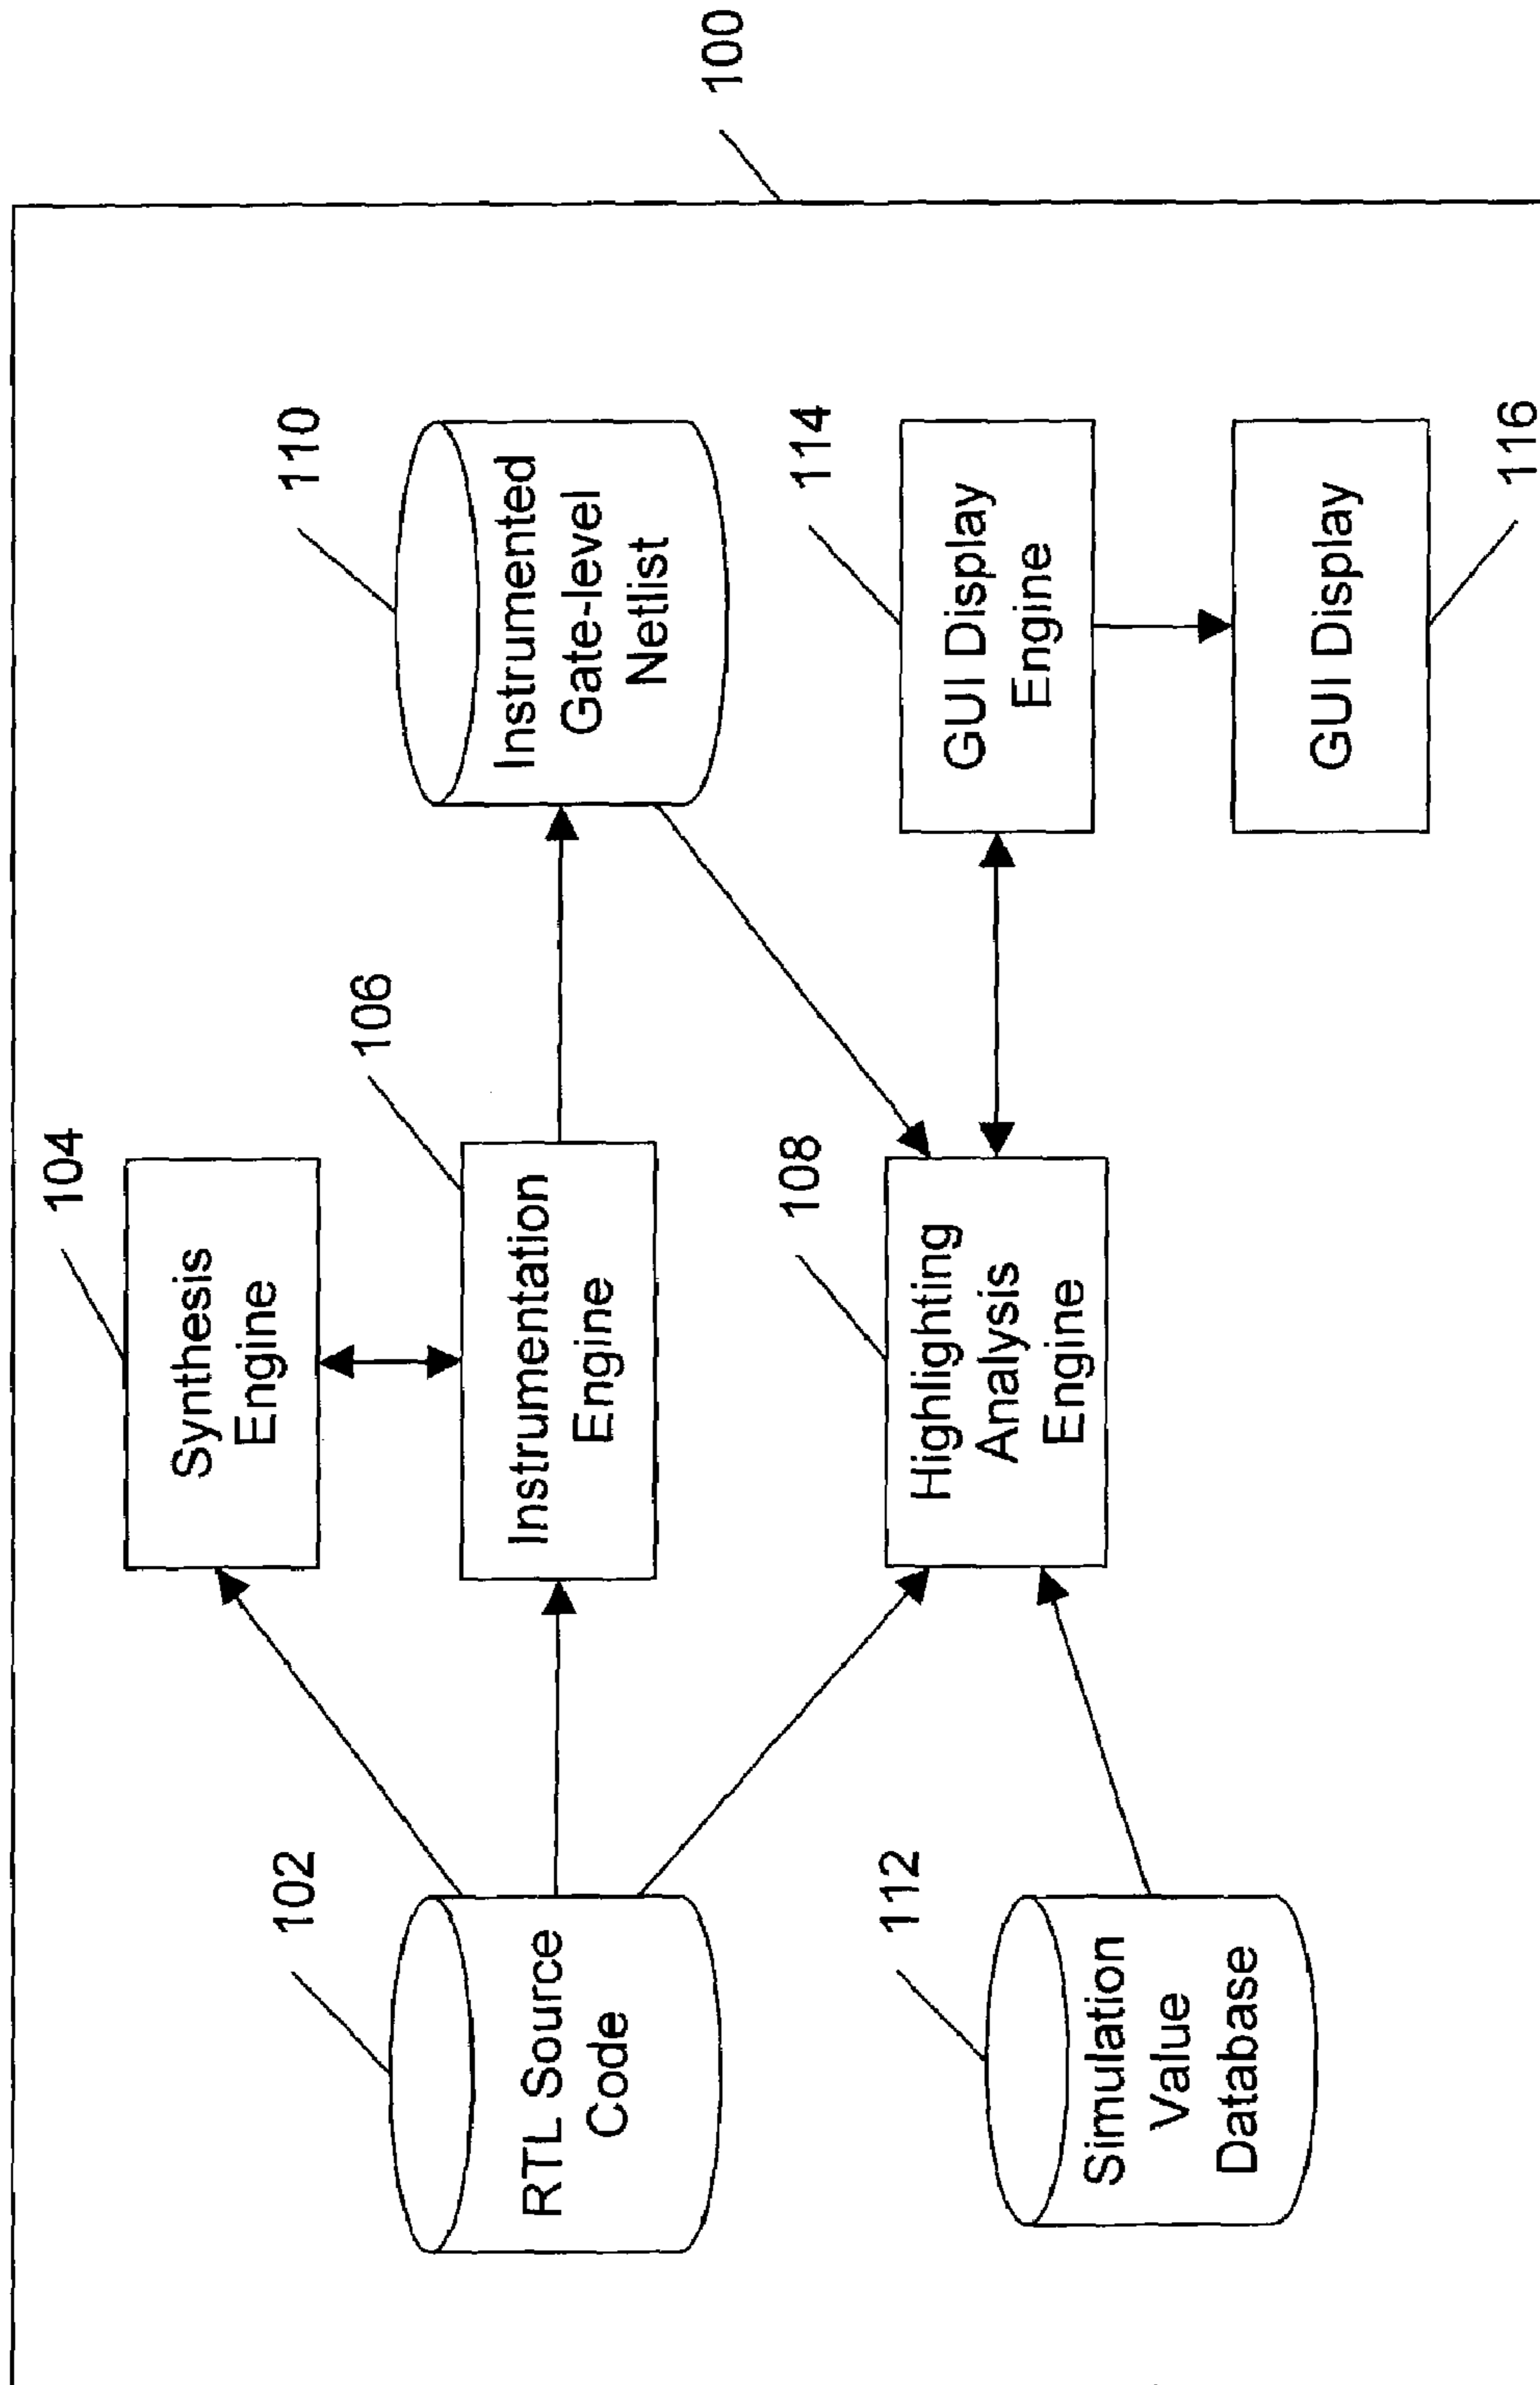 100
104
Synthesis
Engine
106
Instrumentation
Engine
102
RTL Source
Code
110
Instrumented
Gate-level
Netlist
108
Highlighting
Analysis
Engine
112
Simulation
Value
Database
114
GUI Display
Engine
GUI Display
116